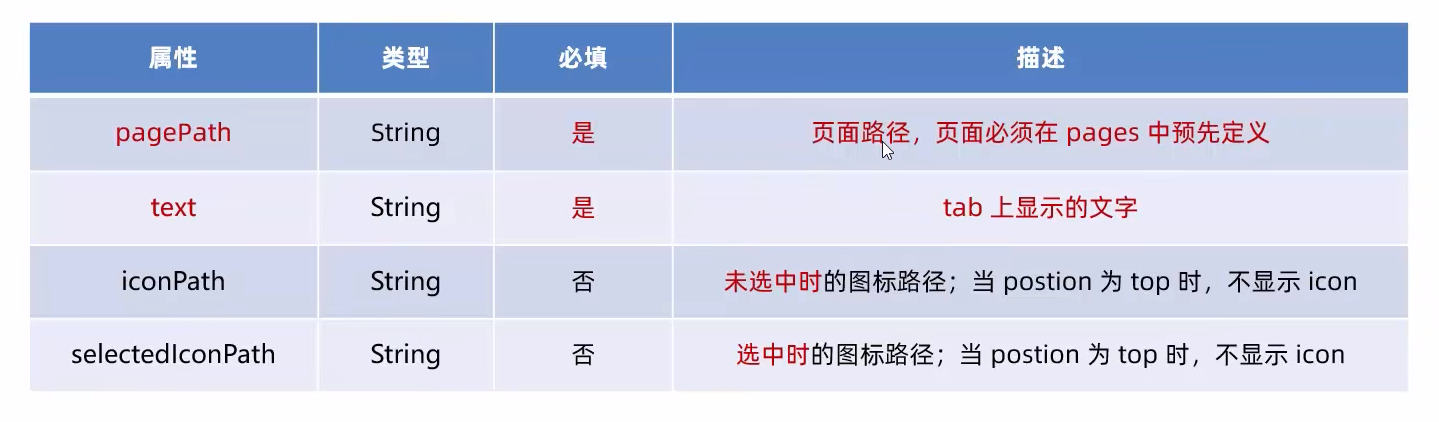 属性 类型 必填 描述
pagePath String 是 页面路径，页面必须在 pages 中预先定义
text String 是 tab 上显示的文字
iconPath String 否 未选中时的图标路径；当 postion 为 top 时，不显示 icon
selectedIconPath String 否 选中时的图标路径；当 postion 为 top 时，不显示 icon